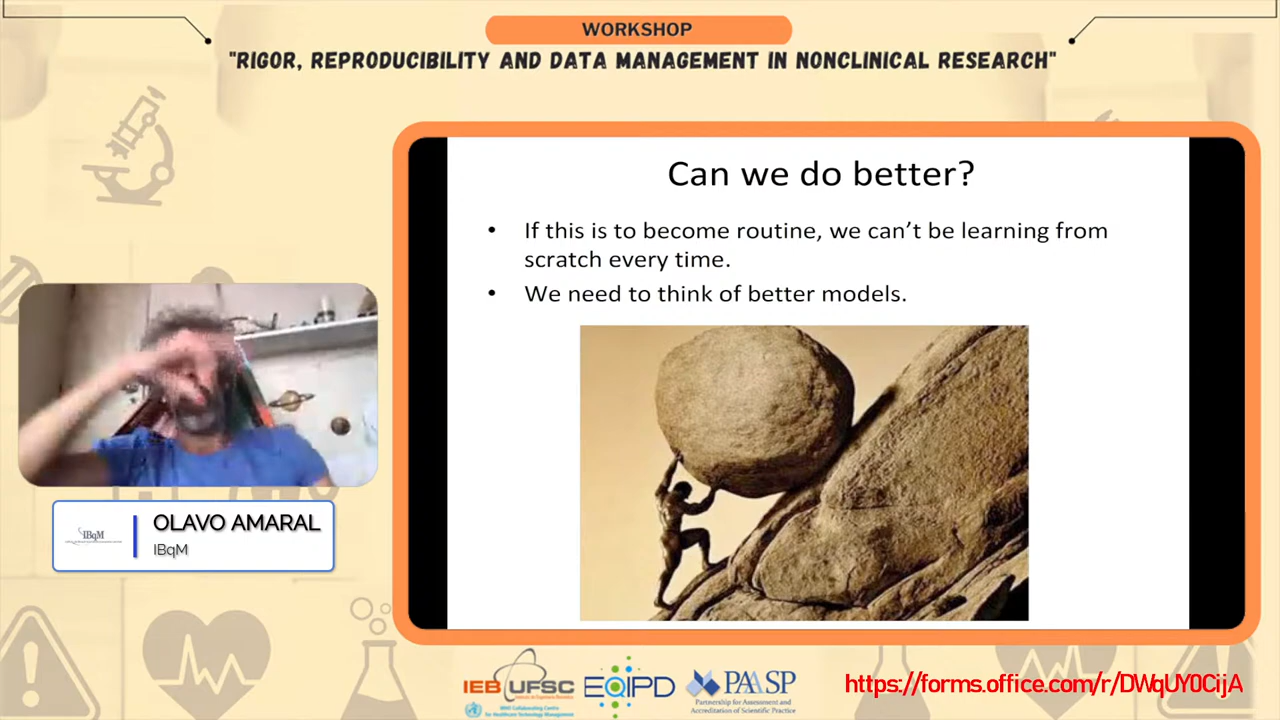 WORKSHOP
"RIGOR, REPRODUCIBILITY AND DATA MANAGEMENT IN NONCLINICAL RESEARCH"
Can we do better?
• If this is to become routine, we can't be learning from
scratch every time.
• We need to think of better models.
IBqM
OLAVO AMARAL
IBqM
IEB UFSC
EQIPD
PAASP
Partnership for Assessment and
Accreditation of Scientific Practice
https://forms.office.com/r/DWqUY0CijA